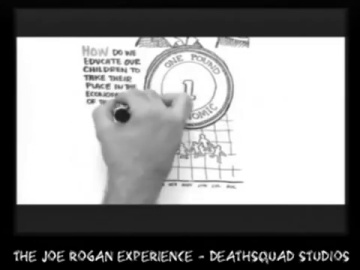 HOW DO WE
EDUCATE OUR
CHILDREN TO
TAKE THEIR
PLACE IN THE
OF
ONE POUND
1
THE JOE ROGAN EXPERIENCE - DEATHSQUAD STUDIOS